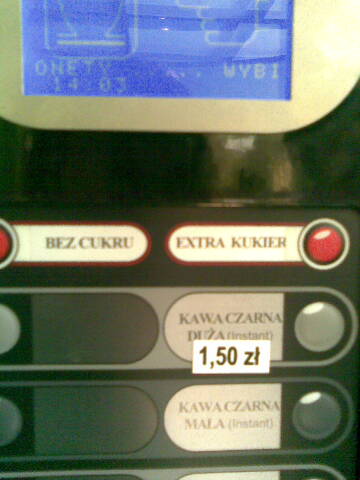 ONETY ... WYBI
14:03
BEZ CUKRU
EXTRA KUKIER
KAWA CZARNA
DUŻA (Instant)
1,50 zł
KAWA CZARNA
MAŁA (Instant)